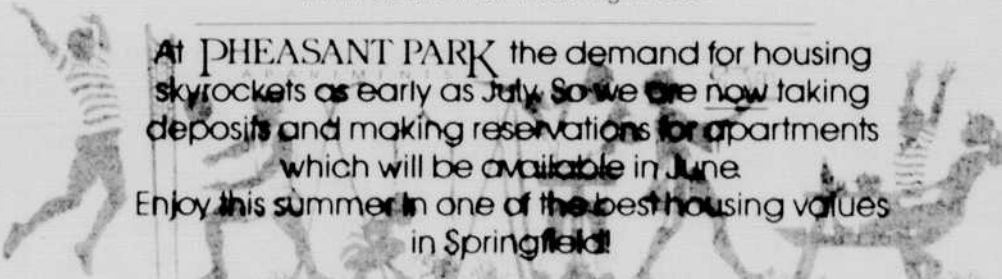 At PHEASANT PARK the demand for housing
APARTMENTS
skyrockets as early as July. So we are now taking
deposits and making reservations for apartments
which will be available in June.
Enjoy this summer in one of the best housing values
in Springfield!